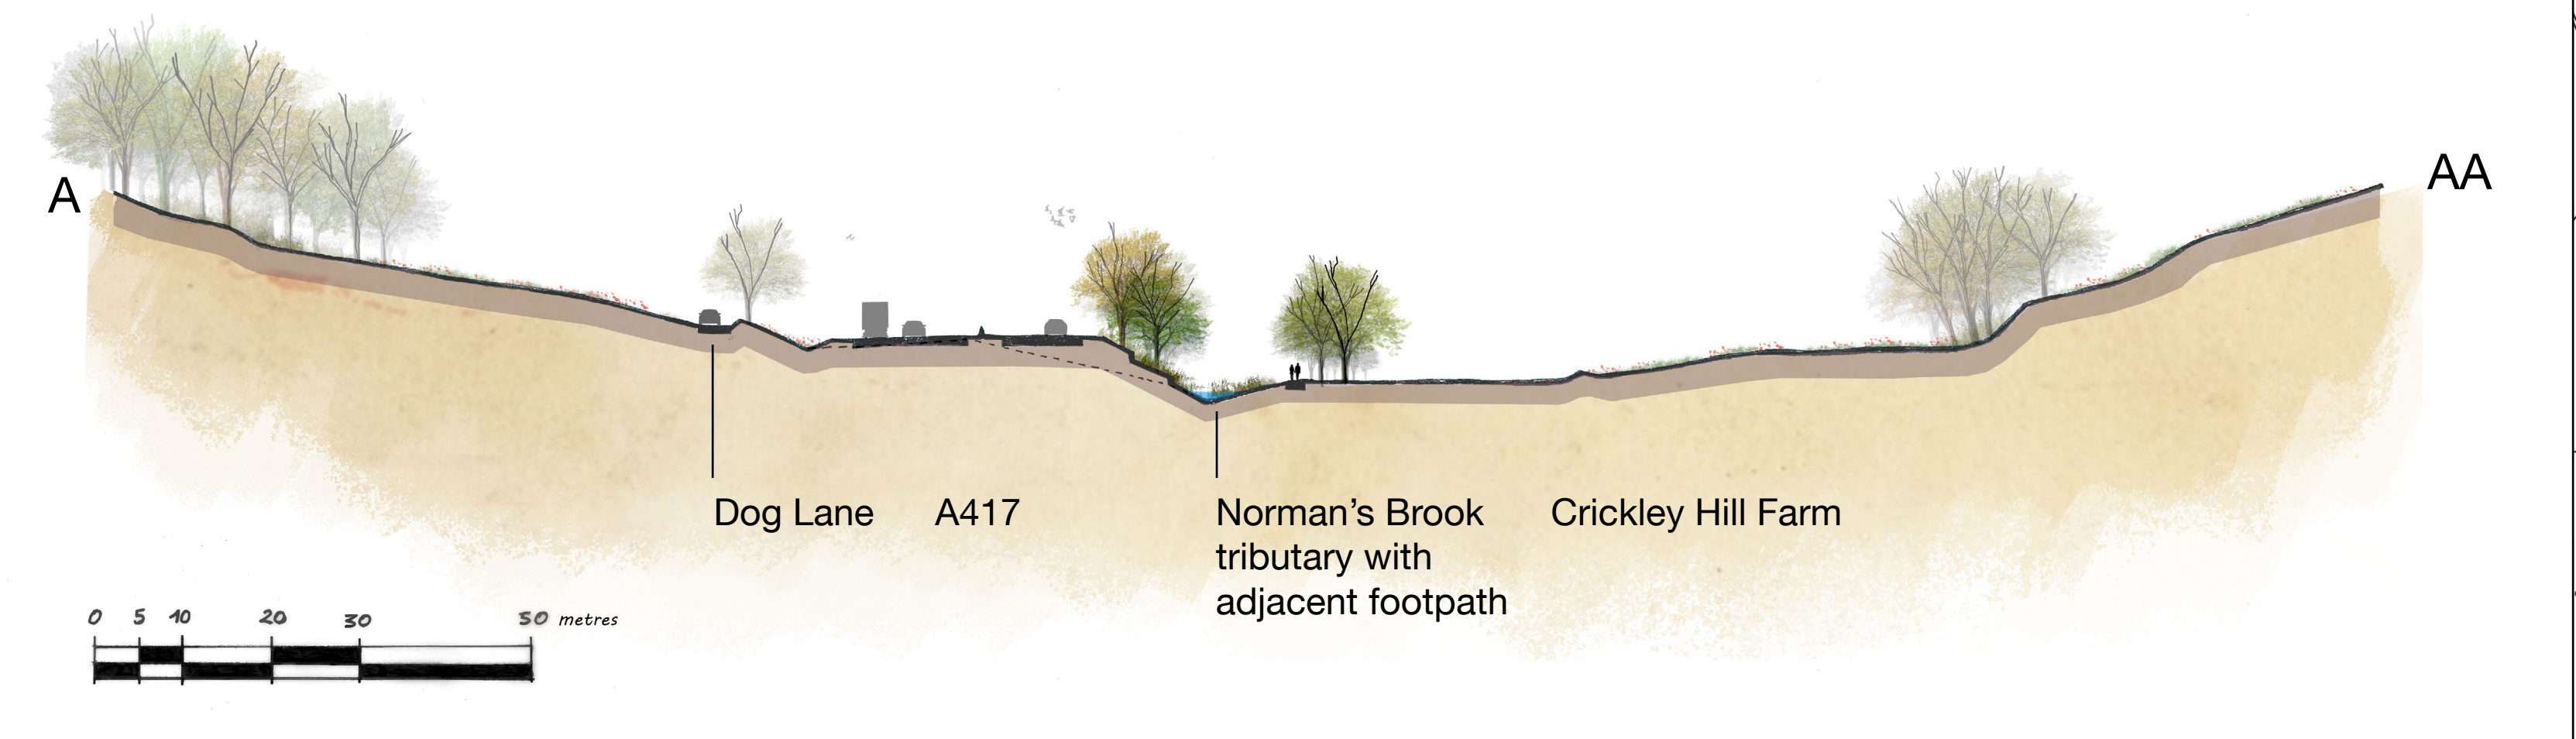 A
AA
Dog Lane
A417
Norman’s Brook
tributary with
adjacent footpath
Crickley Hill Farm
0 5 10 20 30 50 metres